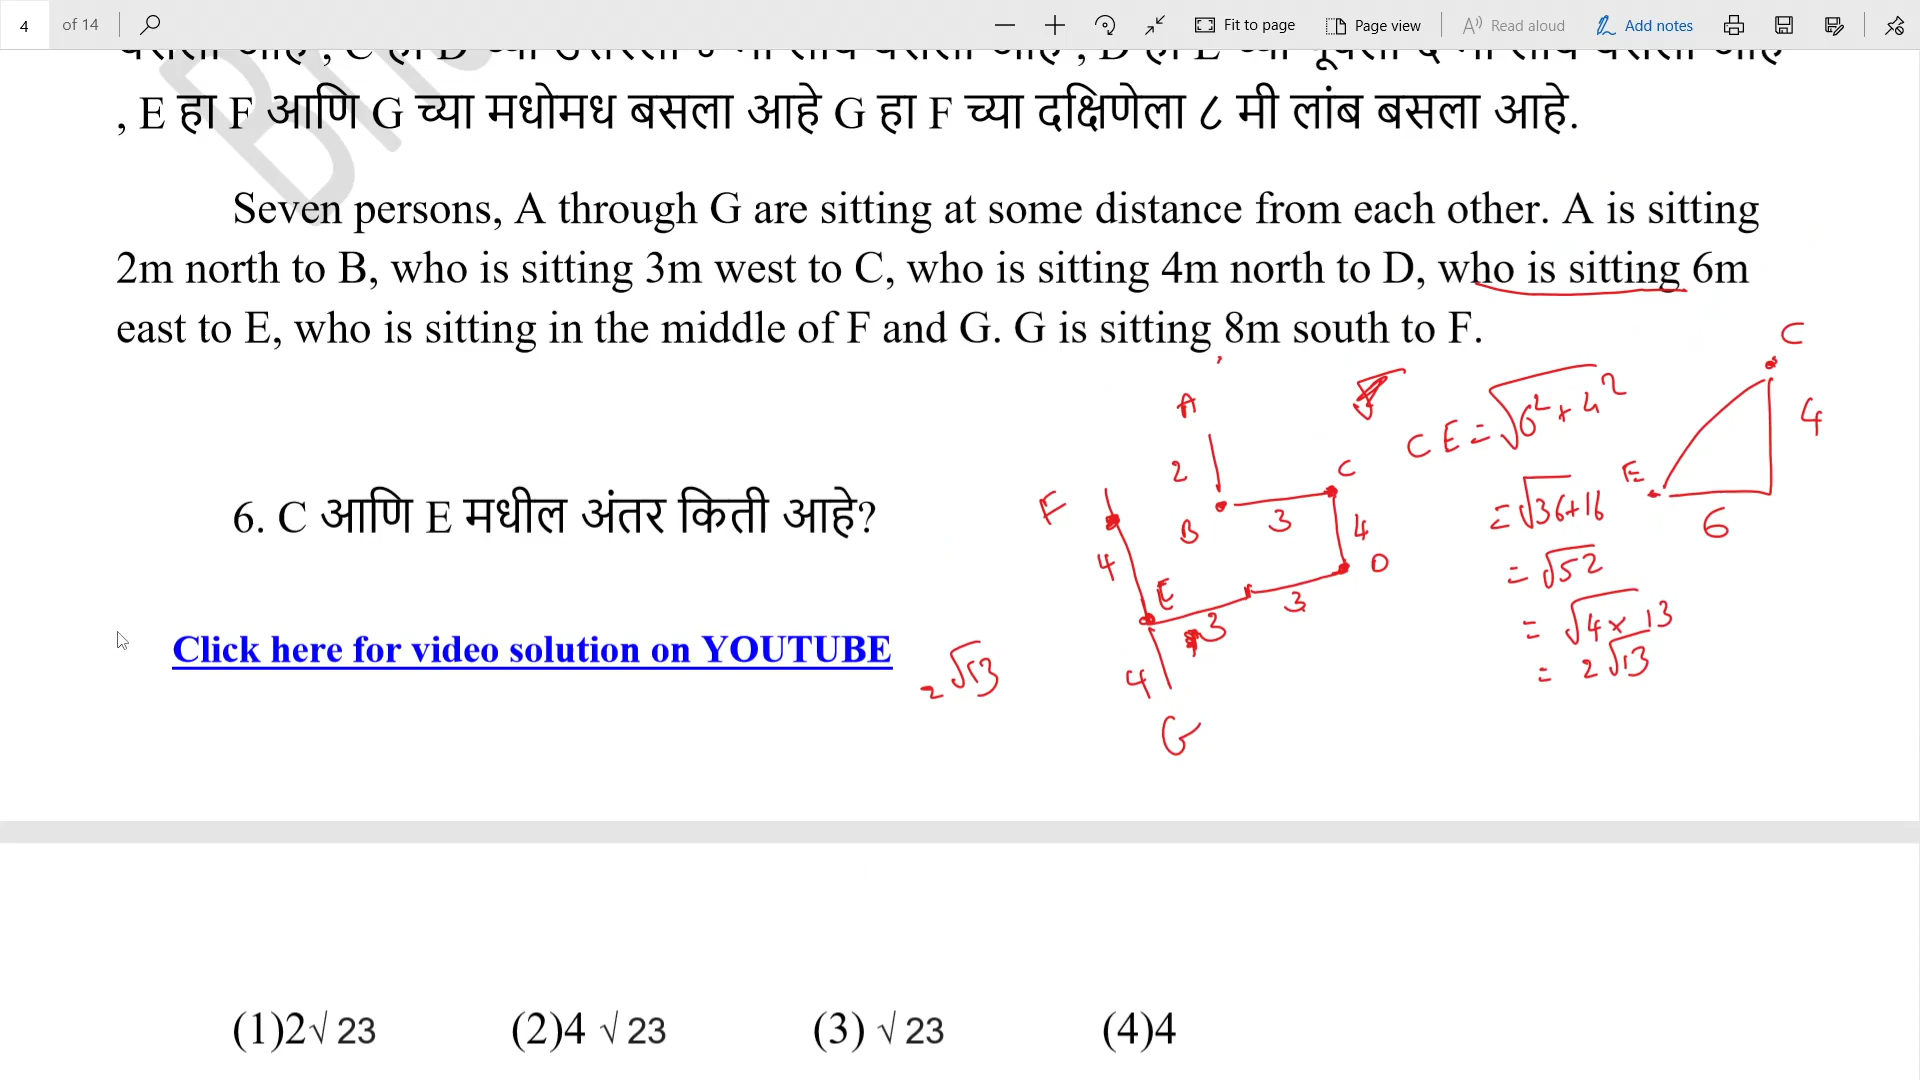 4 of 14 Fit to page Page view Read aloud Add notes
, E हा F आणि G च्या मधोमध बसला आहे G हा F च्या दक्षिणेला ८ मी लांब बसला आहे.
Seven persons, A through G are sitting at some distance from each other. A is sitting
2m north to B, who is sitting 3m west to C, who is sitting 4m north to D, who is sitting 6m
east to E, who is sitting in the middle of F and G. G is sitting 8m south to F.
C
A
CE = √6² + 4²
4
2
C
E
F
B
3
4
D
= √36+16
6
4
E
3
3
= √52
= √4 x 13
= 2√13
6. C आणि E मधील अंतर किती आहे?
Click here for video solution on YOUTUBE
2√13
4
G
(1)2√ 23 (2)4 √ 23 (3) √ 23 (4)4